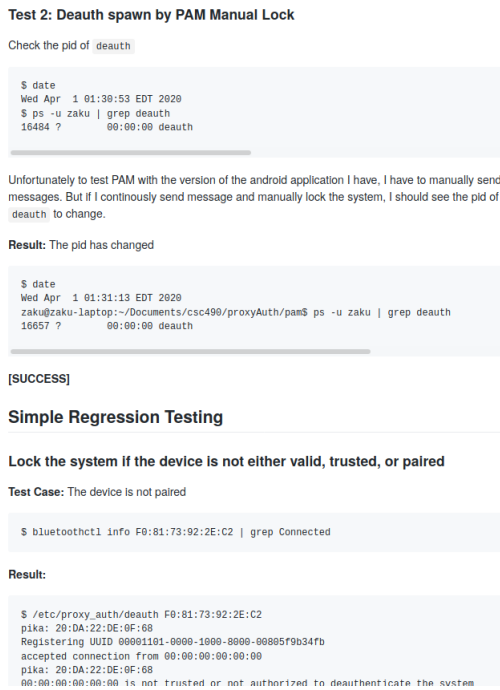 Test 2: Deauth spawn by PAM Manual Lock
Check the pid of deauth
$ date
Wed Apr  1 01:30:53 EDT 2020
$ ps -u zaku | grep deauth
16484 ?        00:00:00 deauth
Unfortunately to test PAM with the version of the android application I have, I have to manually send
messages. But if I continously send message and manually lock the system, I should see the pid of
deauth to change.
Result: The pid has changed
$ date
Wed Apr  1 01:31:13 EDT 2020
zaku@zaku-laptop:~/Documents/csc490/proxyAuth/pam$ ps -u zaku | grep deauth
16657 ?        00:00:00 deauth
[SUCCESS]
Simple Regression Testing
Lock the system if the device is not either valid, trusted, or paired
Test Case: The device is not paired
$ bluetoothctl info F0:81:73:92:2E:C2 | grep Connected
Result:
$ /etc/proxy_auth/deauth F0:81:73:92:2E:C2
pika: 20:DA:22:DE:0F:68
Registering UUID 00001101-0000-1000-8000-00805f9b34fb
accepted connection from 00:00:00:00:00:00
pika: 20:DA:22:DE:0F:68
00:00:00:00:00:00 is not trusted or not authorized to deauthenticate the system